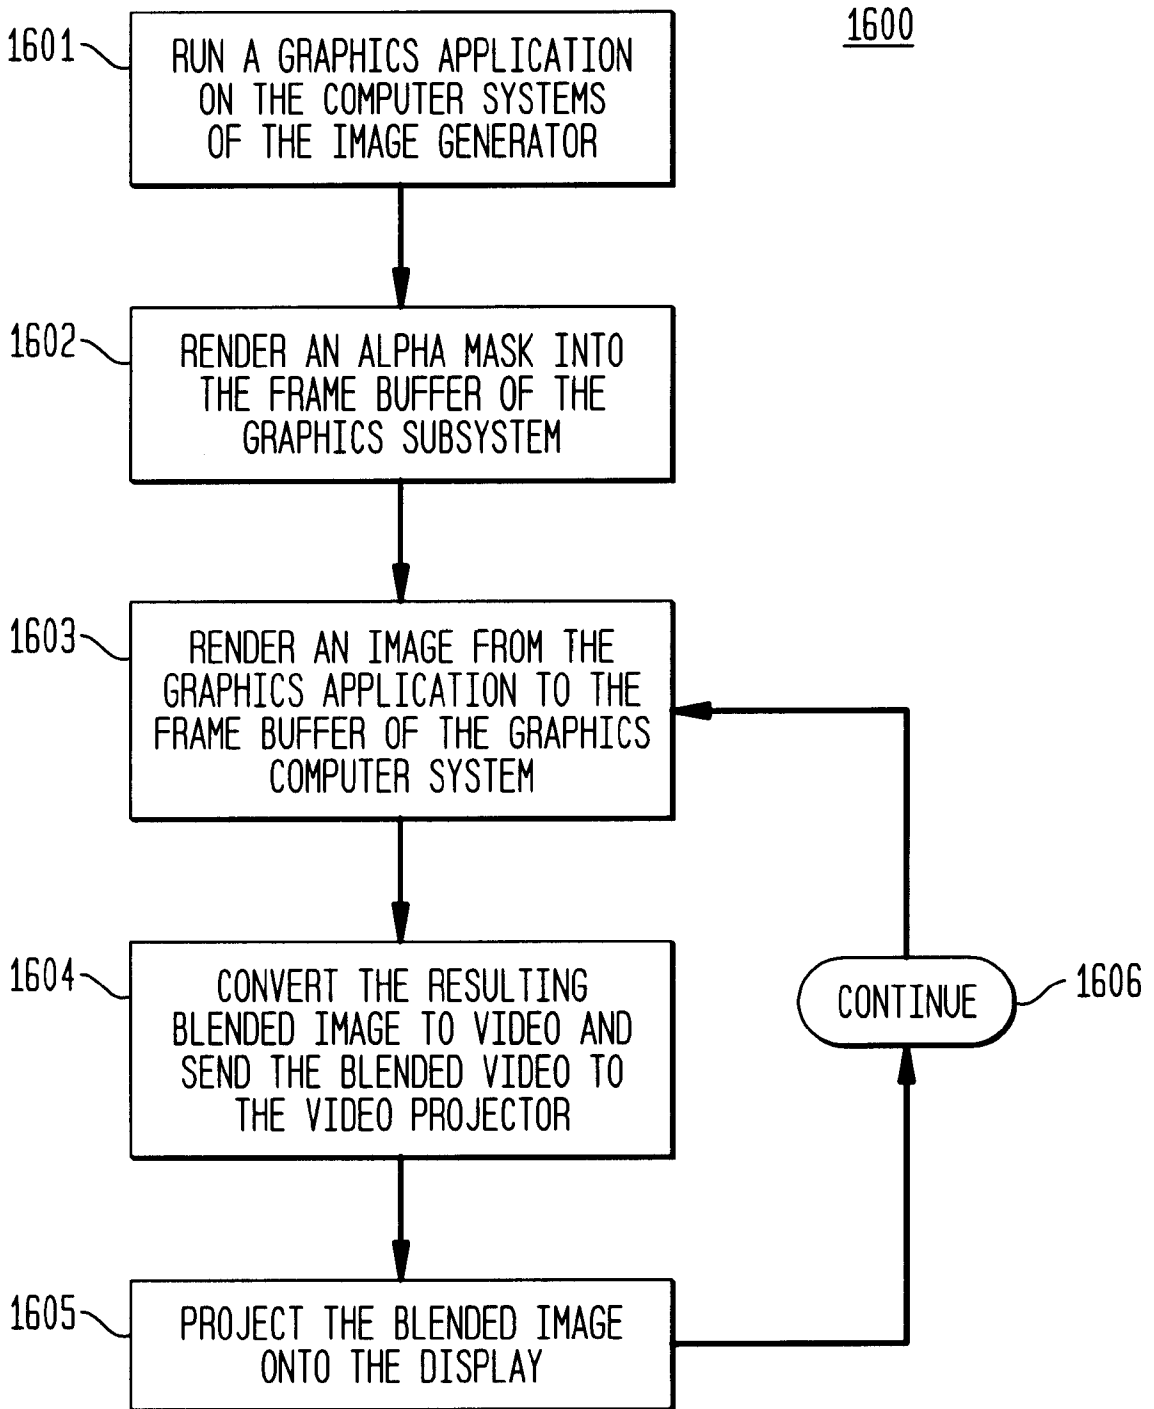 1600
1601
RUN A GRAPHICS APPLICATION
ON THE COMPUTER SYSTEMS
OF THE IMAGE GENERATOR
1602
RENDER AN ALPHA MASK INTO
THE FRAME BUFFER OF THE
GRAPHICS SUBSYSTEM
1603
RENDER AN IMAGE FROM THE
GRAPHICS APPLICATION TO THE
FRAME BUFFER OF THE GRAPHICS
COMPUTER SYSTEM
1604
CONVERT THE RESULTING
BLENDED IMAGE TO VIDEO AND
SEND THE BLENDED VIDEO TO
THE VIDEO PROJECTOR
CONTINUE
1606
1605
PROJECT THE BLENDED IMAGE
ONTO THE DISPLAY